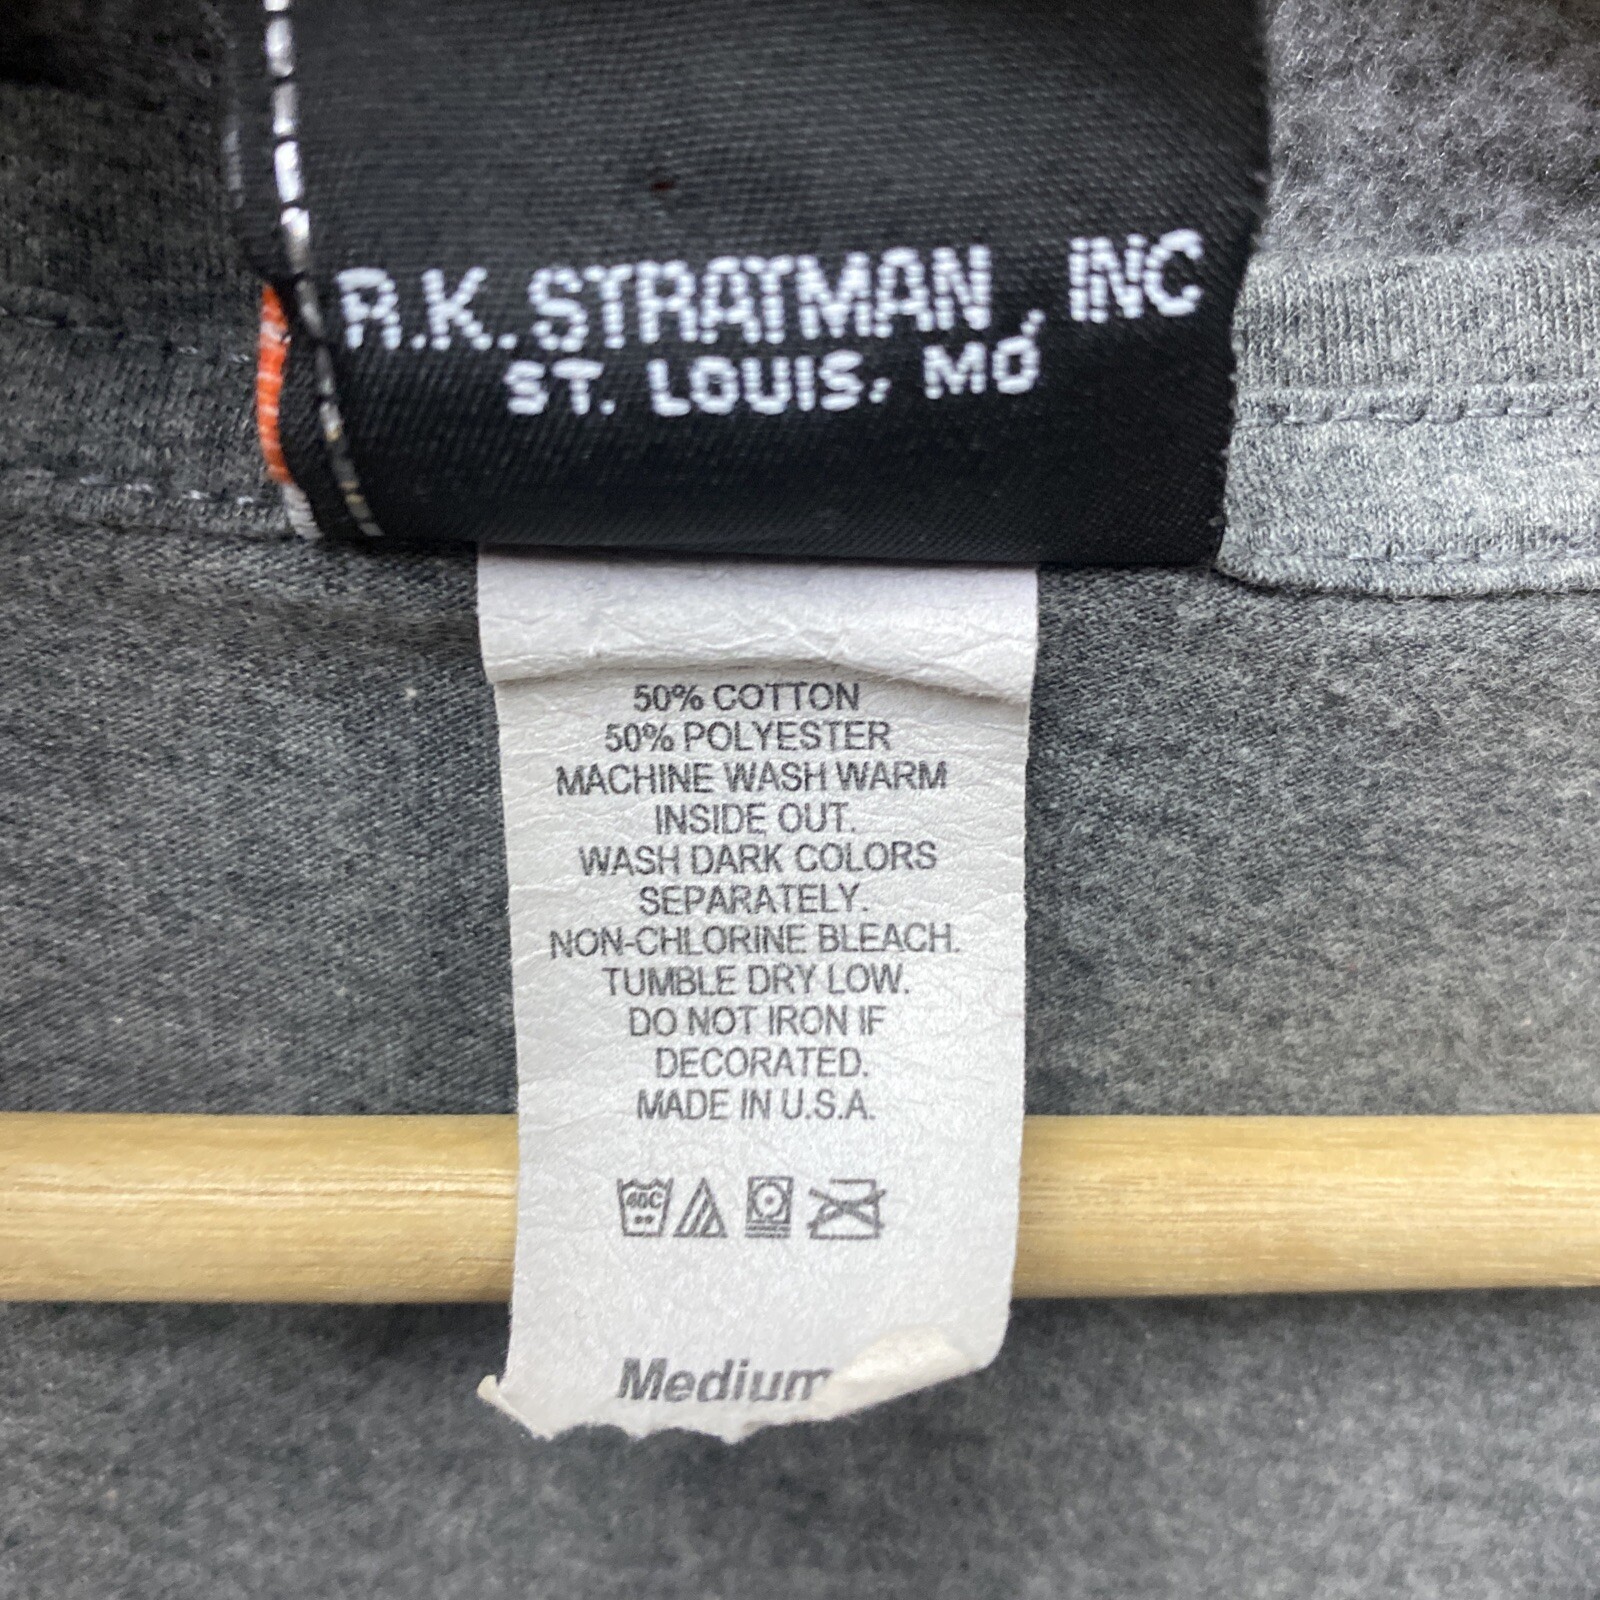 R.K. STRATMAN, INC
ST. LOUIS, MO
50% COTTON
50% POLYESTER
MACHINE WASH WARM
INSIDE OUT.
WASH DARK COLORS
SEPARATELY.
NON-CHLORINE BLEACH.
TUMBLE DRY LOW.
DO NOT IRON IF
DECORATED.
MADE IN U.S.A.
40C
Medium